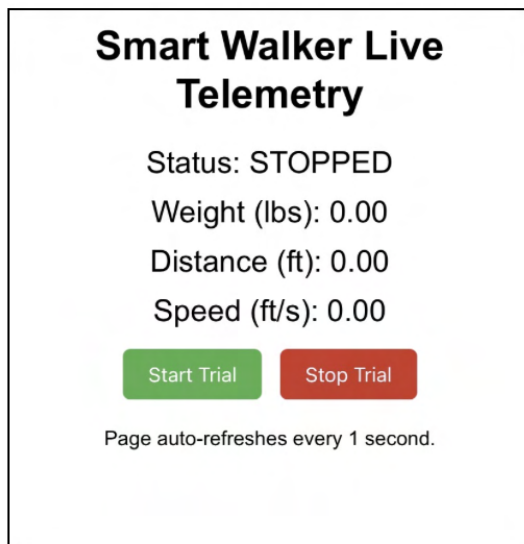 Smart Walker Live
Telemetry
Status: STOPPED
Weight (lbs): 0.00
Distance (ft): 0.00
Speed (ft/s): 0.00
Start Trial Stop Trial
Page auto-refreshes every 1 second.